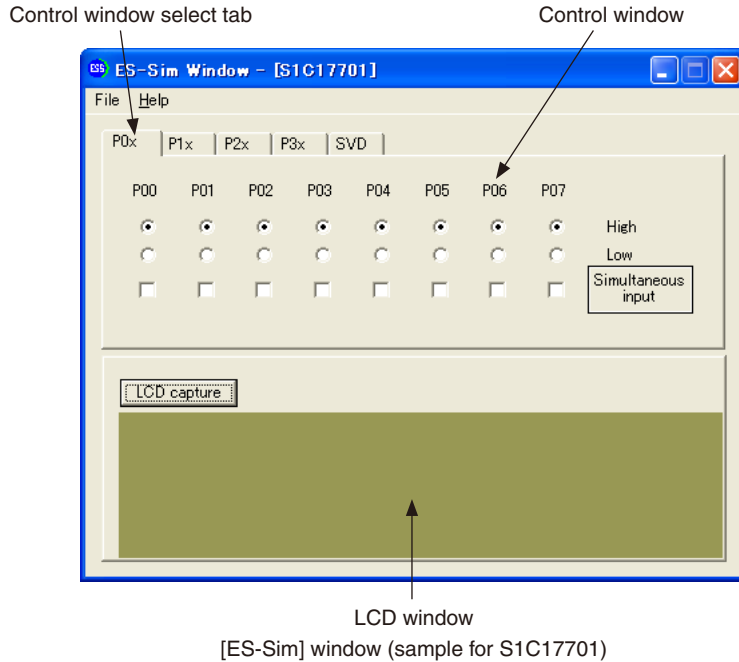 Control window select tab
Control window
ES-Sim Window - [S1C17701]
File Help
P0x P1x P2x P3x SVD
P00 P01 P02 P03 P04 P05 P06 P07
High
Low
Simultaneous
input
LCD capture
LCD window
[ES-Sim] window (sample for S1C17701)